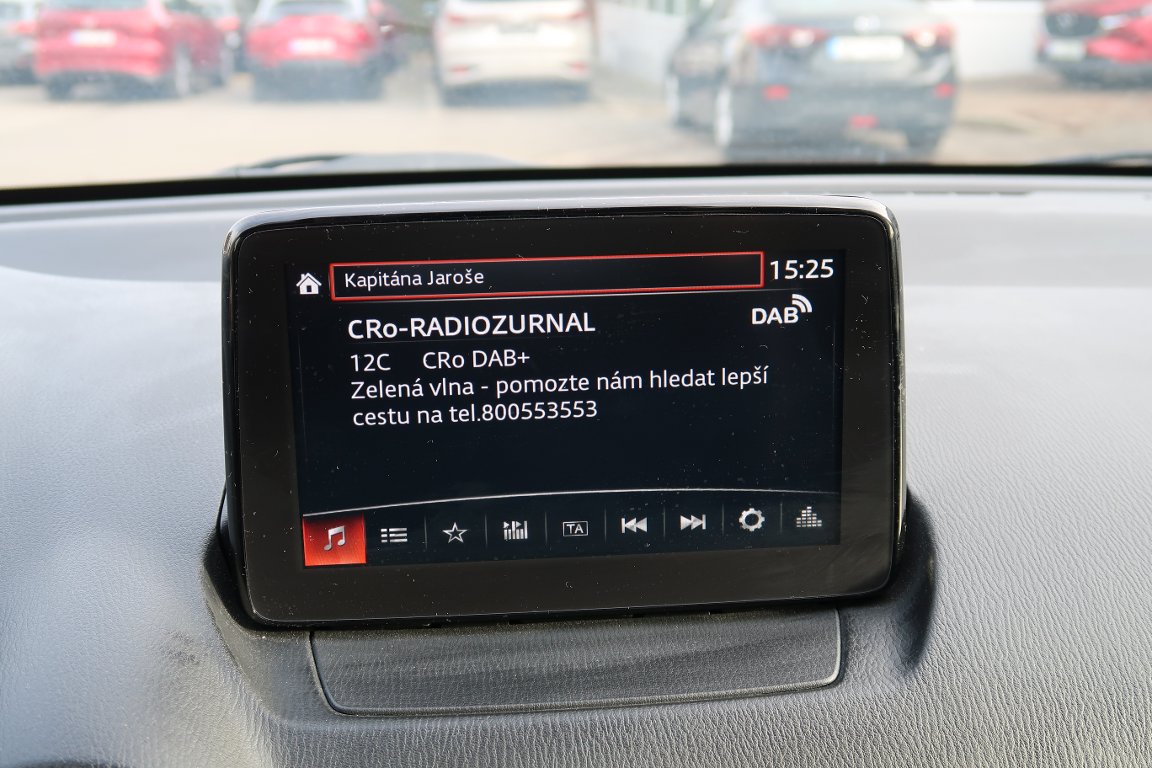 Kapitána Jaroše
15:25
CRo-RADIOZURNAL
DAB
12C CRo DAB+
Zelená vlna - pomozte nám hledat lepší
cestu na tel.800553553
TA